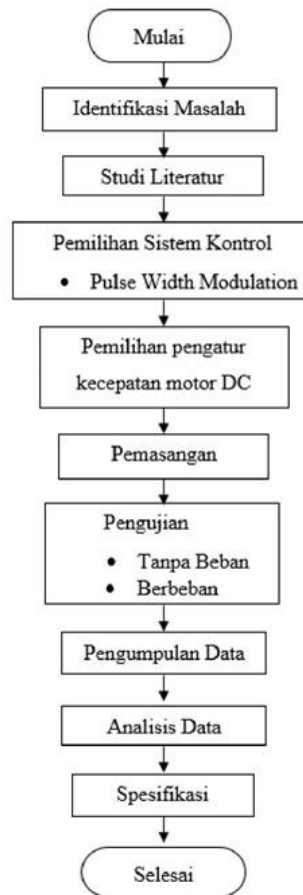 Mulai
Identifikasi Masalah
Studi Literatur
Pemilihan Sistem Kontrol
• Pulse Width Modulation
Pemilihan pengatur
kecepatan motor DC
Pemasangan
Pengujian
• Tanpa Beban
• Berbeban
Pengumpulan Data
Analisis Data
Spesifikasi
Selesai